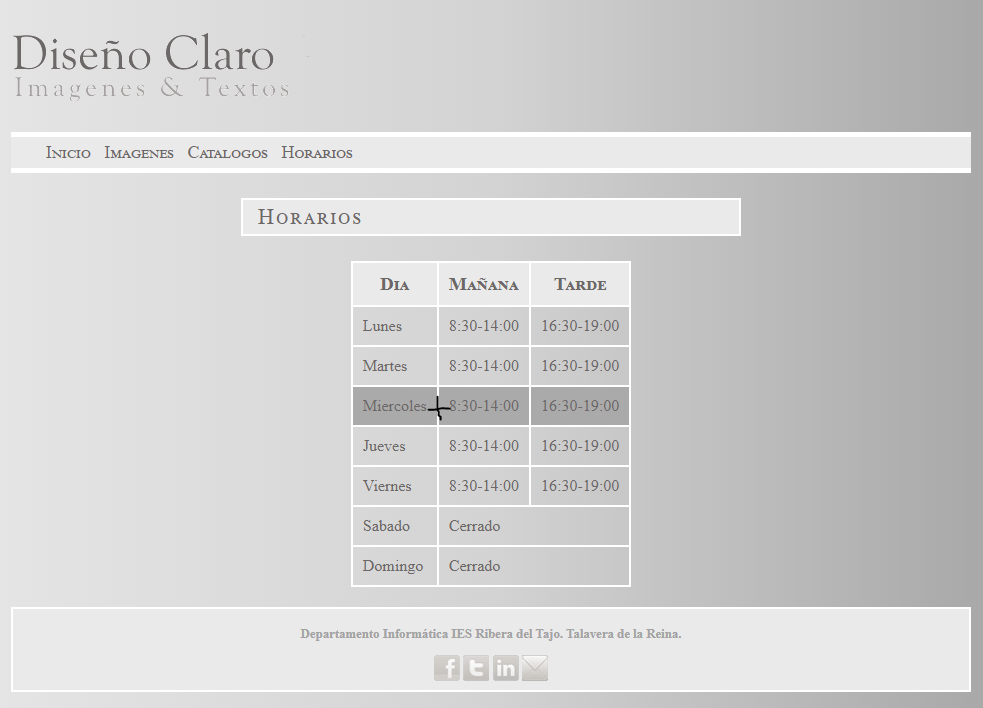 Diseño Claro
Imagenes & Textos
Inicio Imagenes Catalogos Horarios
Horarios
Dia Mañana Tarde
Lunes 8:30-14:00 16:30-19:00
Martes 8:30-14:00 16:30-19:00
Miercoles 8:30-14:00 16:30-19:00
Jueves 8:30-14:00 16:30-19:00
Viernes 8:30-14:00 16:30-19:00
Sabado Cerrado
Domingo Cerrado
Departamento Informática IES Ribera del Tajo. Talavera de la Reina.
f t in